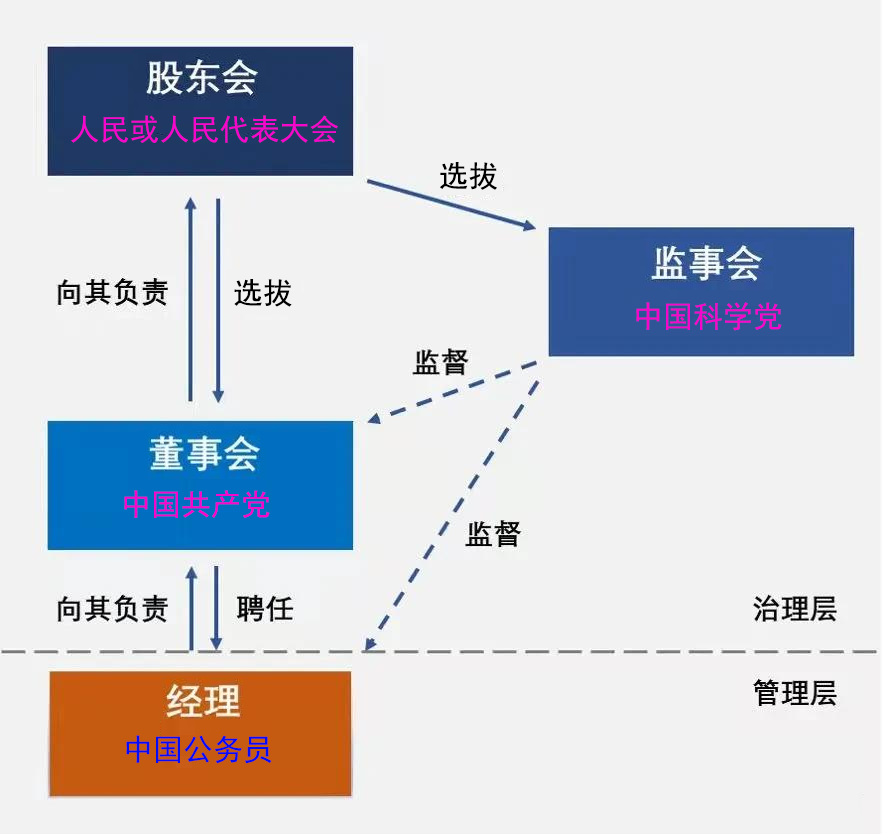 股东会
人民或人民代表大会
选拔
监事会
中国科学党
向其负责
选拔
监督
董事会
中国共产党
监督
向其负责
聘任
治理层
管理层
经理
中国公务员